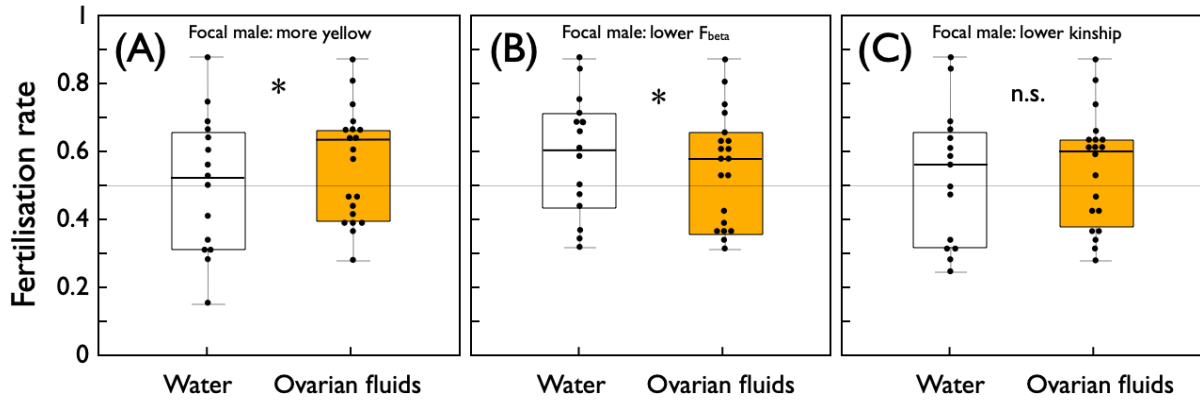 Fertilisation rate
1
0.8
0.6
0.4
0.2
0
(A)
Focal male: more yellow
*
Water
Ovarian fluids
(B)
Focal male: lower Fbeta
*
Water
Ovarian fluids
(C)
Focal male: lower kinship
n.s.
Water
Ovarian fluids